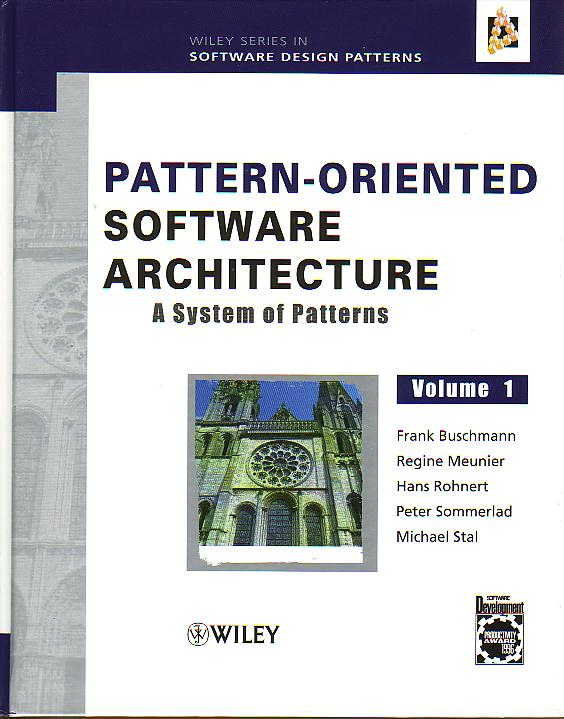 WILEY SERIES IN
SOFTWARE DESIGN PATTERNS
PATTERN-ORIENTED
SOFTWARE
ARCHITECTURE
A System of Patterns
Volume 1
Frank Buschmann
Regine Meunier
Hans Rohnert
Peter Sommerlad
Michael Stal
WILEY
SOFTWARE
Development
PRODUCTIVITY
AWARD
1996